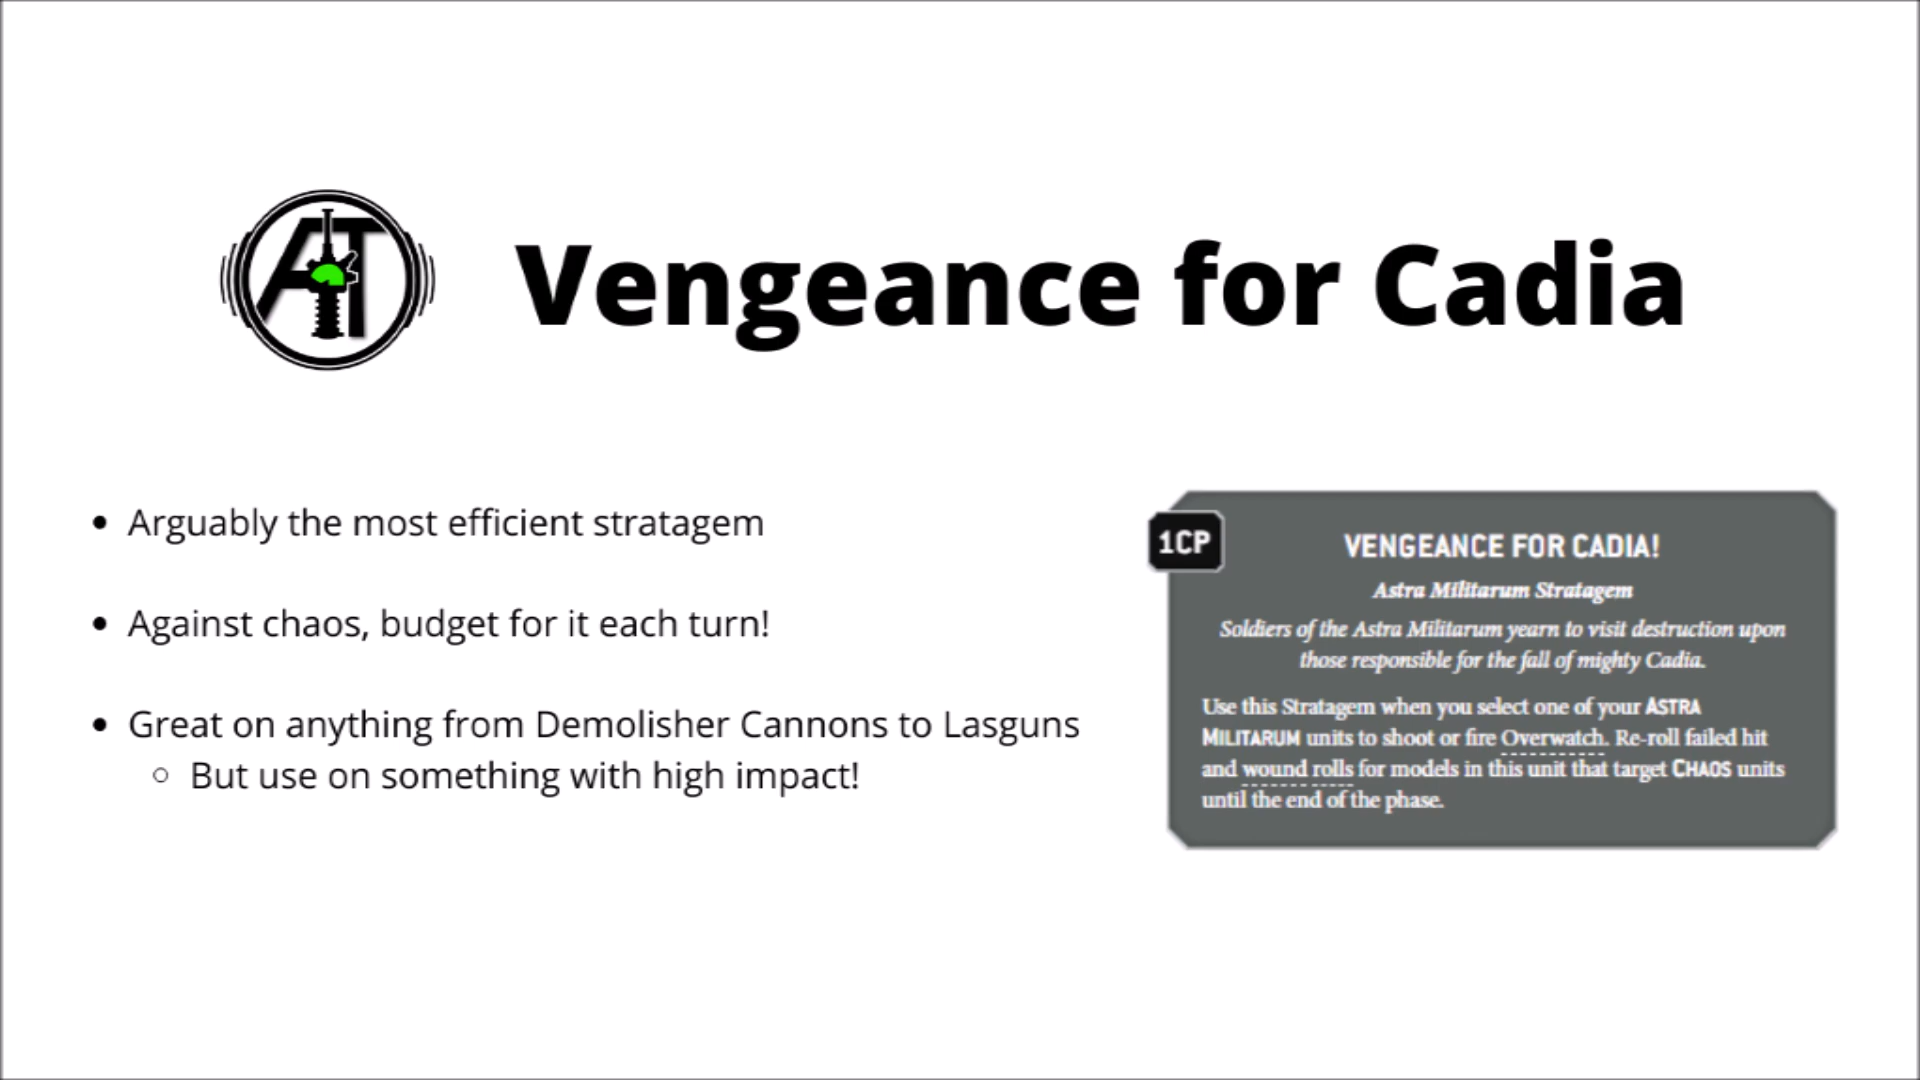 AT
Vengeance for Cadia
• Arguably the most efficient stratagem
• Against chaos, budget for it each turn!
• Great on anything from Demolisher Cannons to Lasguns
○ But use on something with high impact!
1CP
VENGEANCE FOR CADIA!
Astra Militarum Stratagem
Soldiers of the Astra Militarum yearn to visit destruction upon
those responsible for the fall of mighty Cadia.
Use this Stratagem when you select one of your ASTRA
MILITARUM units to shoot or fire Overwatch. Re-roll failed hit
and wound rolls for models in this unit that target CHAOS units
until the end of the phase.